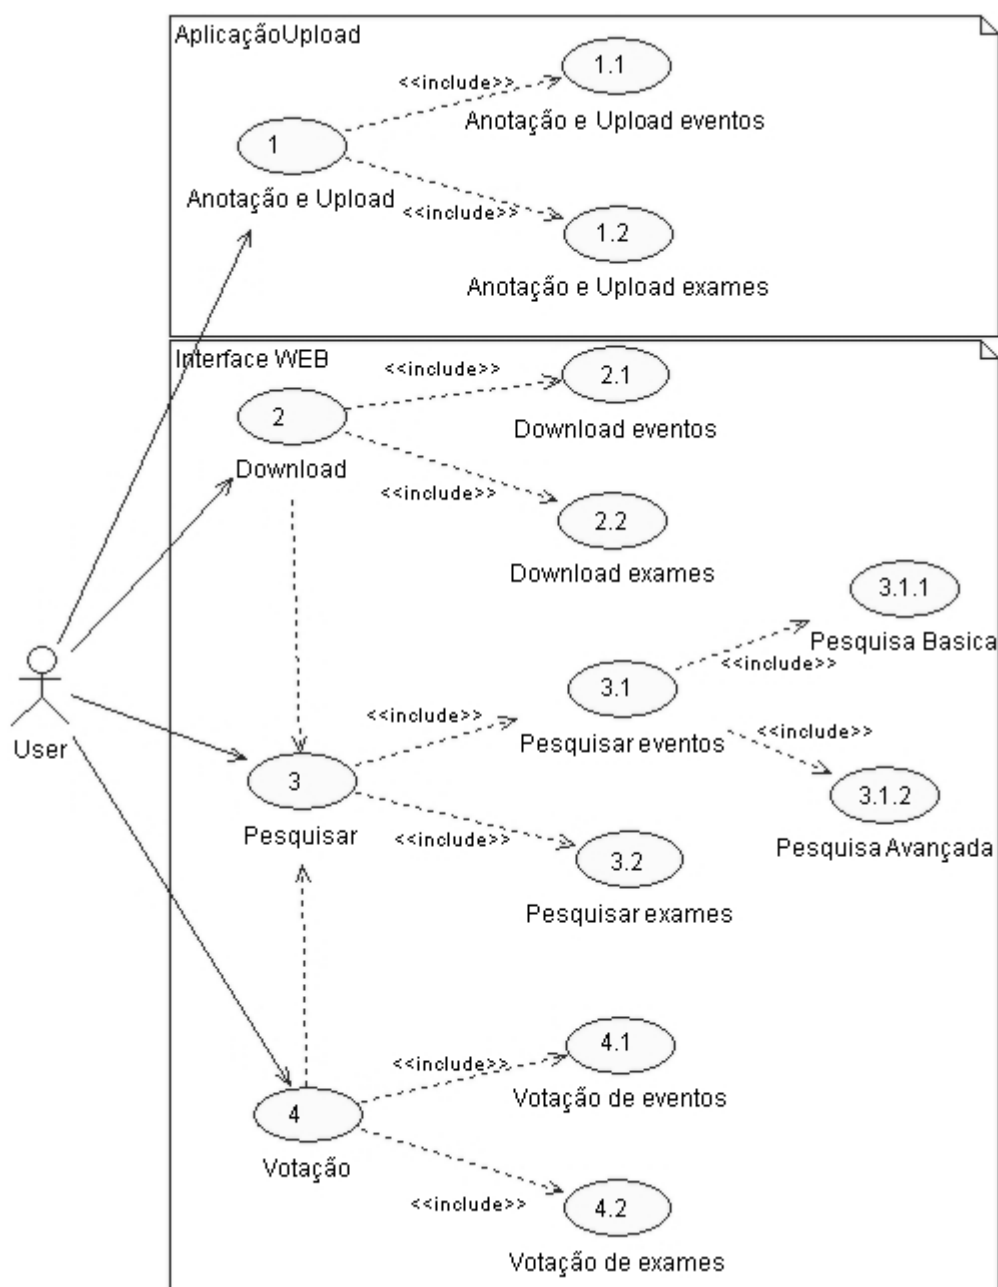 AplicaçãoUpload
1.1
<<include>>
Anotação e Upload eventos
1
Anotação e Upload
<<include>>
1.2
Anotação e Upload exames
Interface WEB
<<include>>
2.1
2
Download eventos
Download
<<include>>
2.2
Download exames
3.1.1
Pesquisa Basica
<<include>>
3.1
<<include>>
Pesquisar eventos
<<include>>
User
3
3.1.2
Pesquisar
<<include>>
Pesquisa Avançada
3.2
Pesquisar exames
4.1
<<include>>
Votação de eventos
4
Votação
<<include>>
4.2
Votação de exames